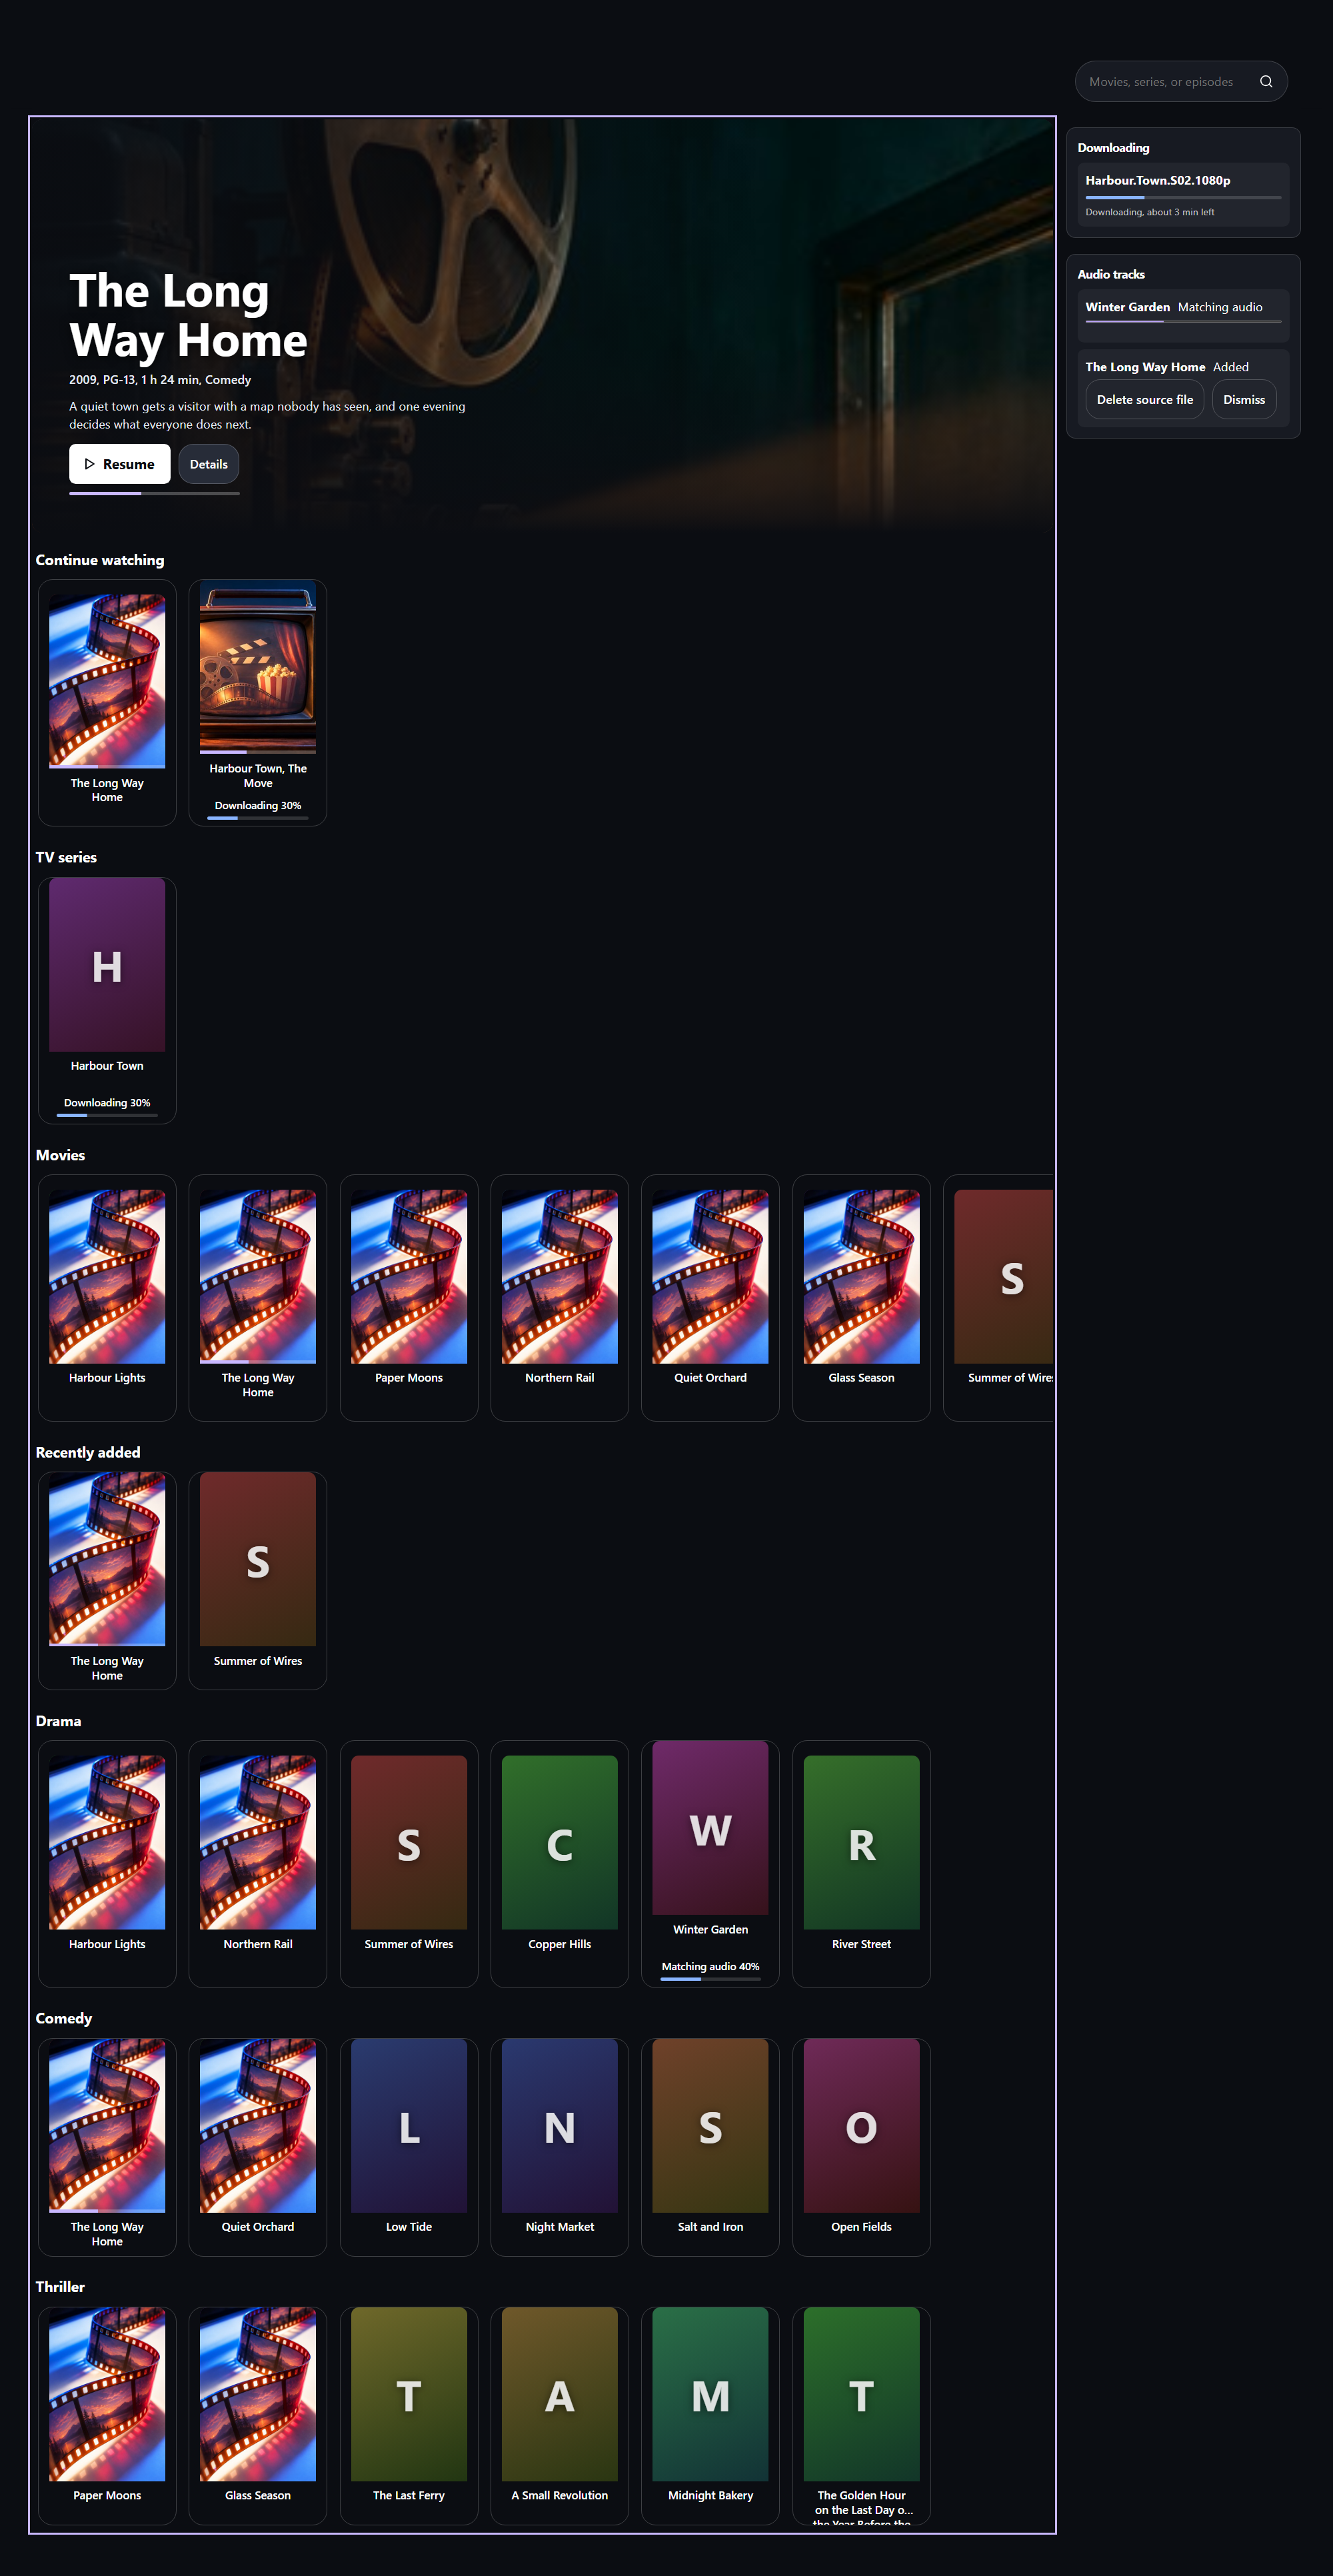 Movies, series, or episodes
The Long
Way Home
2009, PG-13, 1 h 24 min, Comedy
A quiet town gets a visitor with a map nobody has seen, and one evening
decides what everyone does next.
Resume
Details
Downloading
Harbour.Town.S02.1080p
Downloading, about 3 min left
Audio tracks
Winter Garden Matching audio
The Long Way Home Added
Delete source file
Dismiss
Continue watching
The Long Way
Home
Harbour Town, The
Move
Downloading 30%
TV series
H
Harbour Town
Downloading 30%
Movies
S
Harbour Lights
The Long Way
Home
Paper Moons
Northern Rail
Quiet Orchard
Glass Season
Summer of Wires
Recently added
S
The Long Way
Home
Summer of Wires
Drama
S
C
W
R
Harbour Lights
Northern Rail
Summer of Wires
Copper Hills
Winter Garden
Matching audio 40%
River Street
Comedy
L
N
S
O
The Long Way
Home
Quiet Orchard
Low Tide
Night Market
Salt and Iron
Open Fields
Thriller
T
A
M
T
Paper Moons
Glass Season
The Last Ferry
A Small Revolution
Midnight Bakery
The Golden Hour
on the Last Day o...
the Year Before the